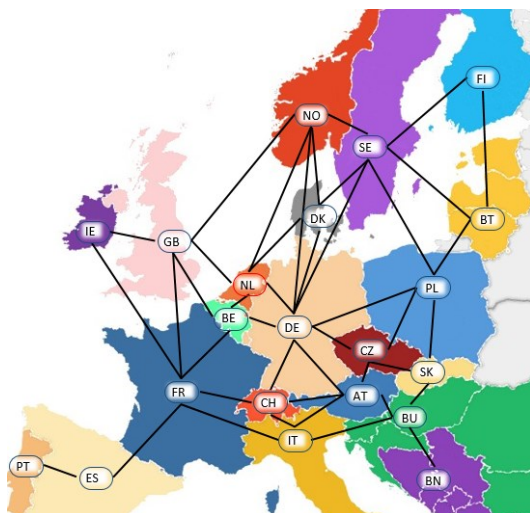 FI
NO
SE
DK
BT
IE
GB
NL
PL
BE
DE
CZ
SK
FR
CH
AT
BU
IT
PT
ES
BN